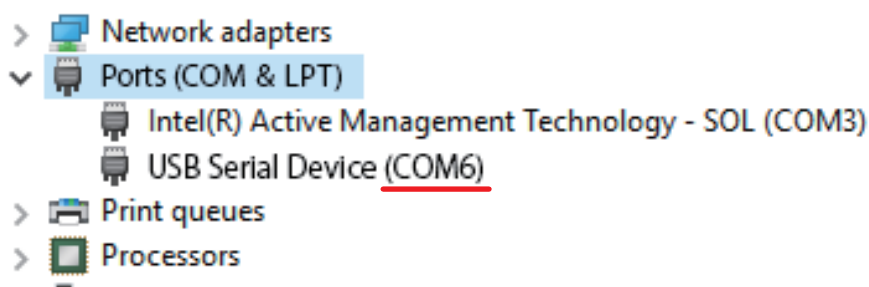 Network adapters
Ports (COM & LPT)
Intel(R) Active Management Technology - SOL (COM3)
USB Serial Device (COM6)
Print queues
Processors